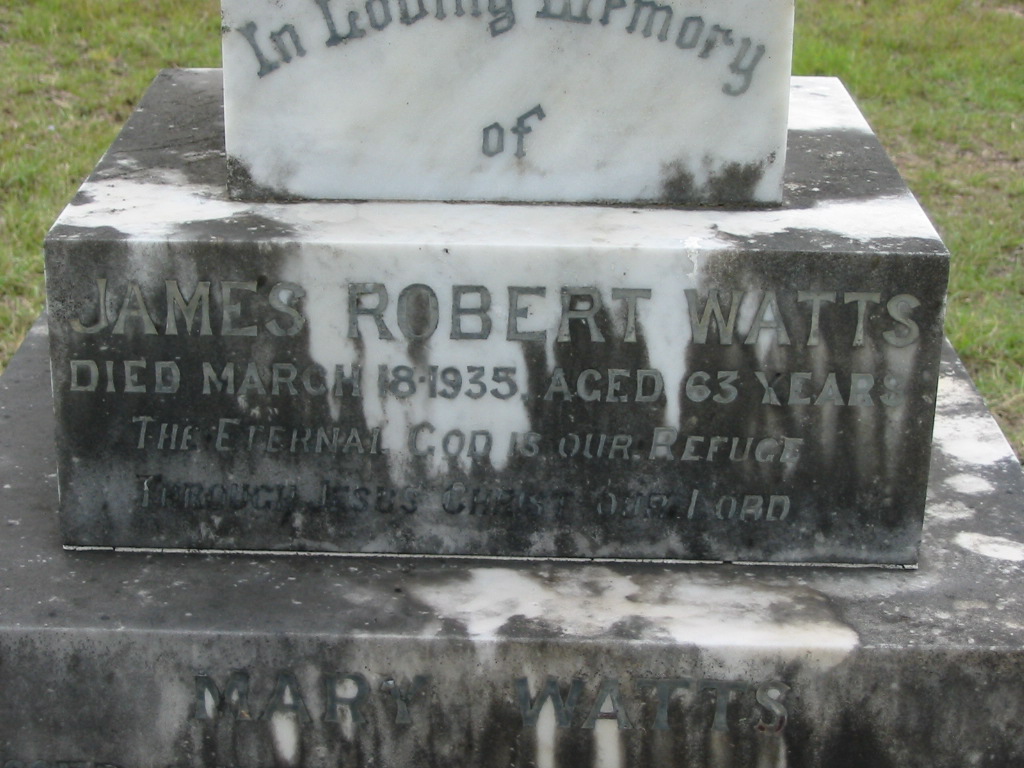 In Loving Memory
of
JAMES ROBERT WATTS
DIED MARCH 18·1935, AGED 63 YEARS
THE ETERNAL GOD IS OUR REFUGE
THROUGH JESUS CHRIST OUR LORD
MARY WATTS